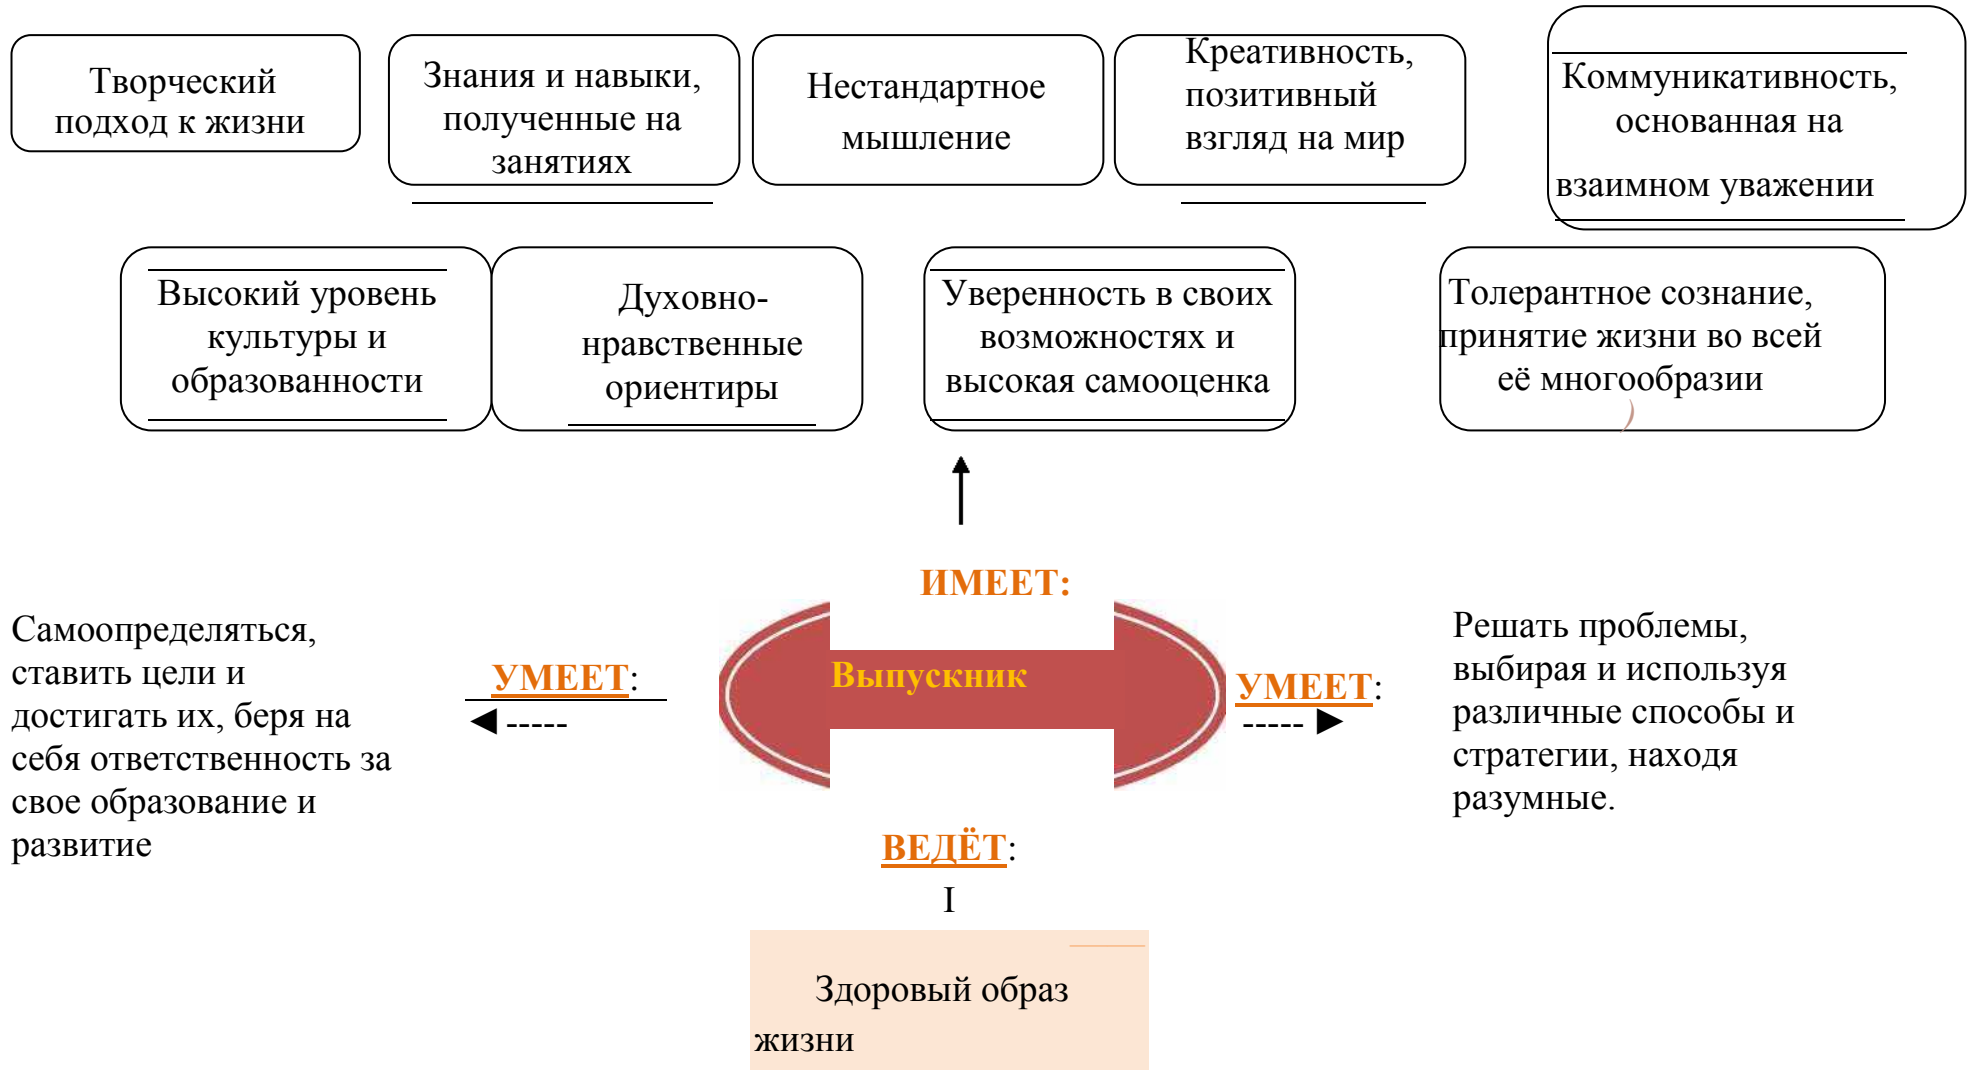 Творческий
подход к жизни
Знания и навыки,
полученные на
занятиях
Нестандартное
мышление
Креативность,
позитивный
взгляд на мир
Коммуникативность,
основанная на
взаимном уважении
Высокий уровень
культуры и
образованности
Духовно-
нравственные
ориентиры
Уверенность в своих
возможностях и
высокая самооценка
Толерантное сознание,
принятие жизни во всей
её многообразии
ИМЕЕТ:
Самоопределяться,
ставить цели и
достигать их, беря на
себя ответственность за
свое образование и
развитие
УМЕЕТ:
◄ -----
Выпускник
УМЕЕТ:
----- ►
Решать проблемы,
выбирая и используя
различные способы и
стратегии, находя
разумные.
ВЕДЁТ:
I
Здоровый образ
жизни